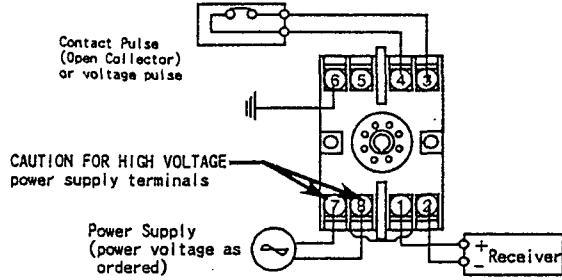 Contact Pulse
(Open Collector)
or voltage pulse
6 5 4 3
CAUTION FOR HIGH VOLTAGE
power supply terminals
7 8 1 2
Power Supply
(power voltage as
ordered)
+
- Receiver